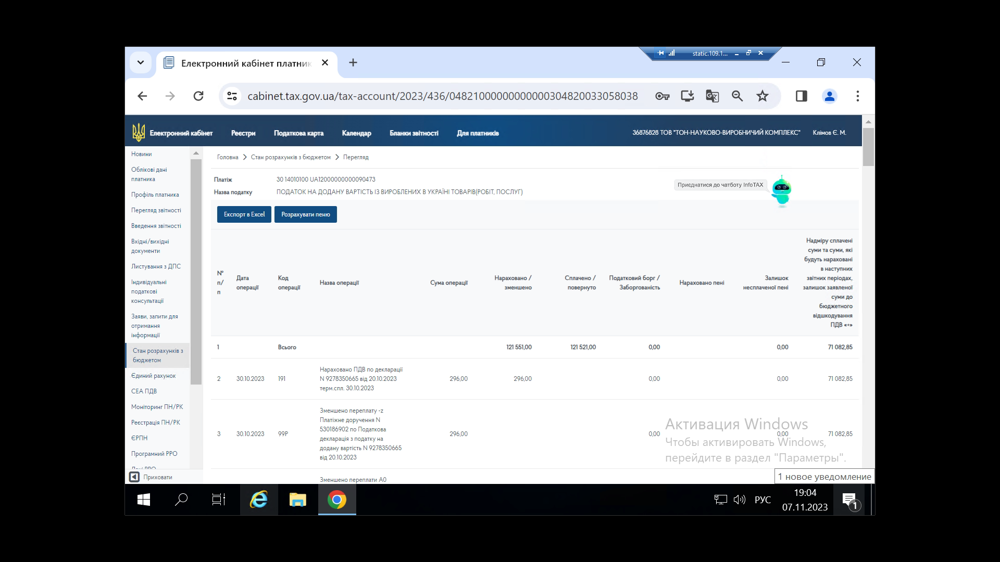 Електронний кабінет платник
static.109.1...
cabinet.tax.gov.ua/tax-account/2023/436/048210000000000000304820033058038
Електронний кабінет
Реєстри
Податкова карта
Календар
Бланки звітності
Для платників
36876828 ТОВ "ТОН-НАУКОВО-ВИРОБНИЧИЙ КОМПЛЕКС"
Клімов Є. М.
Новини
Облікові дані
платника
Профіль платника
Перегляд звітності
Введення звітності
Вхідні/вихідні
документи
Листування з ДПС
Індивідуальні
податкові
консультації
Заяви, запити для
отримання
інформації
Стан розрахунків з
бюджетом
Єдиний рахунок
СЕА ПДВ
Моніторинг ПН/РК
Реєстрація ПН/РК
ЄРПН
Програмний РРО
Приховати
Головна > Стан розрахунків з бюджетом > Перегляд
Платіж 30 14010100 UA12000000000090473
Назва податку ПОДАТОК НА ДОДАНУ ВАРТІСТЬ ІЗ ВИРОБЛЕНИХ В УКРАЇНІ ТОВАРІВ(РОБІТ, ПОСЛУГ)
Приєднатися до чатботу InfoTAX
Експорт в Excel
Розрахувати пеню
№
п/
п
Дата
операції
Код
операції
Назва операції
Сума операції
Нараховано /
зменшено
Сплачено /
повернуто
Податковий борг /
Заборгованість
Нараховано пені
Залишок
несплаченої пені
Надміру сплачені
суми та суми, які
будуть нараховані
в наступних
звітних періодах,
залишок заявленої
суми до
бюджетного
відшкодування
ПДВ «+»
1 Всього 121 551,00 121 521,00 0,00 0,00 71 082,85
Нараховано ПДВ по декларації
2 30.10.2023 191 N 9278350665 від 20.10.2023 296,00 296,00 0,00 0,00 71 082,85
терм.спл. 30.10.2023
Зменшено переплату -z
Платіжне доручення N
530186902 по Податкова
3 30.10.2023 99P декларація з податку на 296,00 0,00 0,00 71 082,85
додану вартість N 9278350665
від 20.10.2023
Зменшено переплати A0
Активация Windows
Чтобы активировать Windows,
перейдите в раздел "Параметры".
1 новое уведомление
РУС
19:04
07.11.2023
1